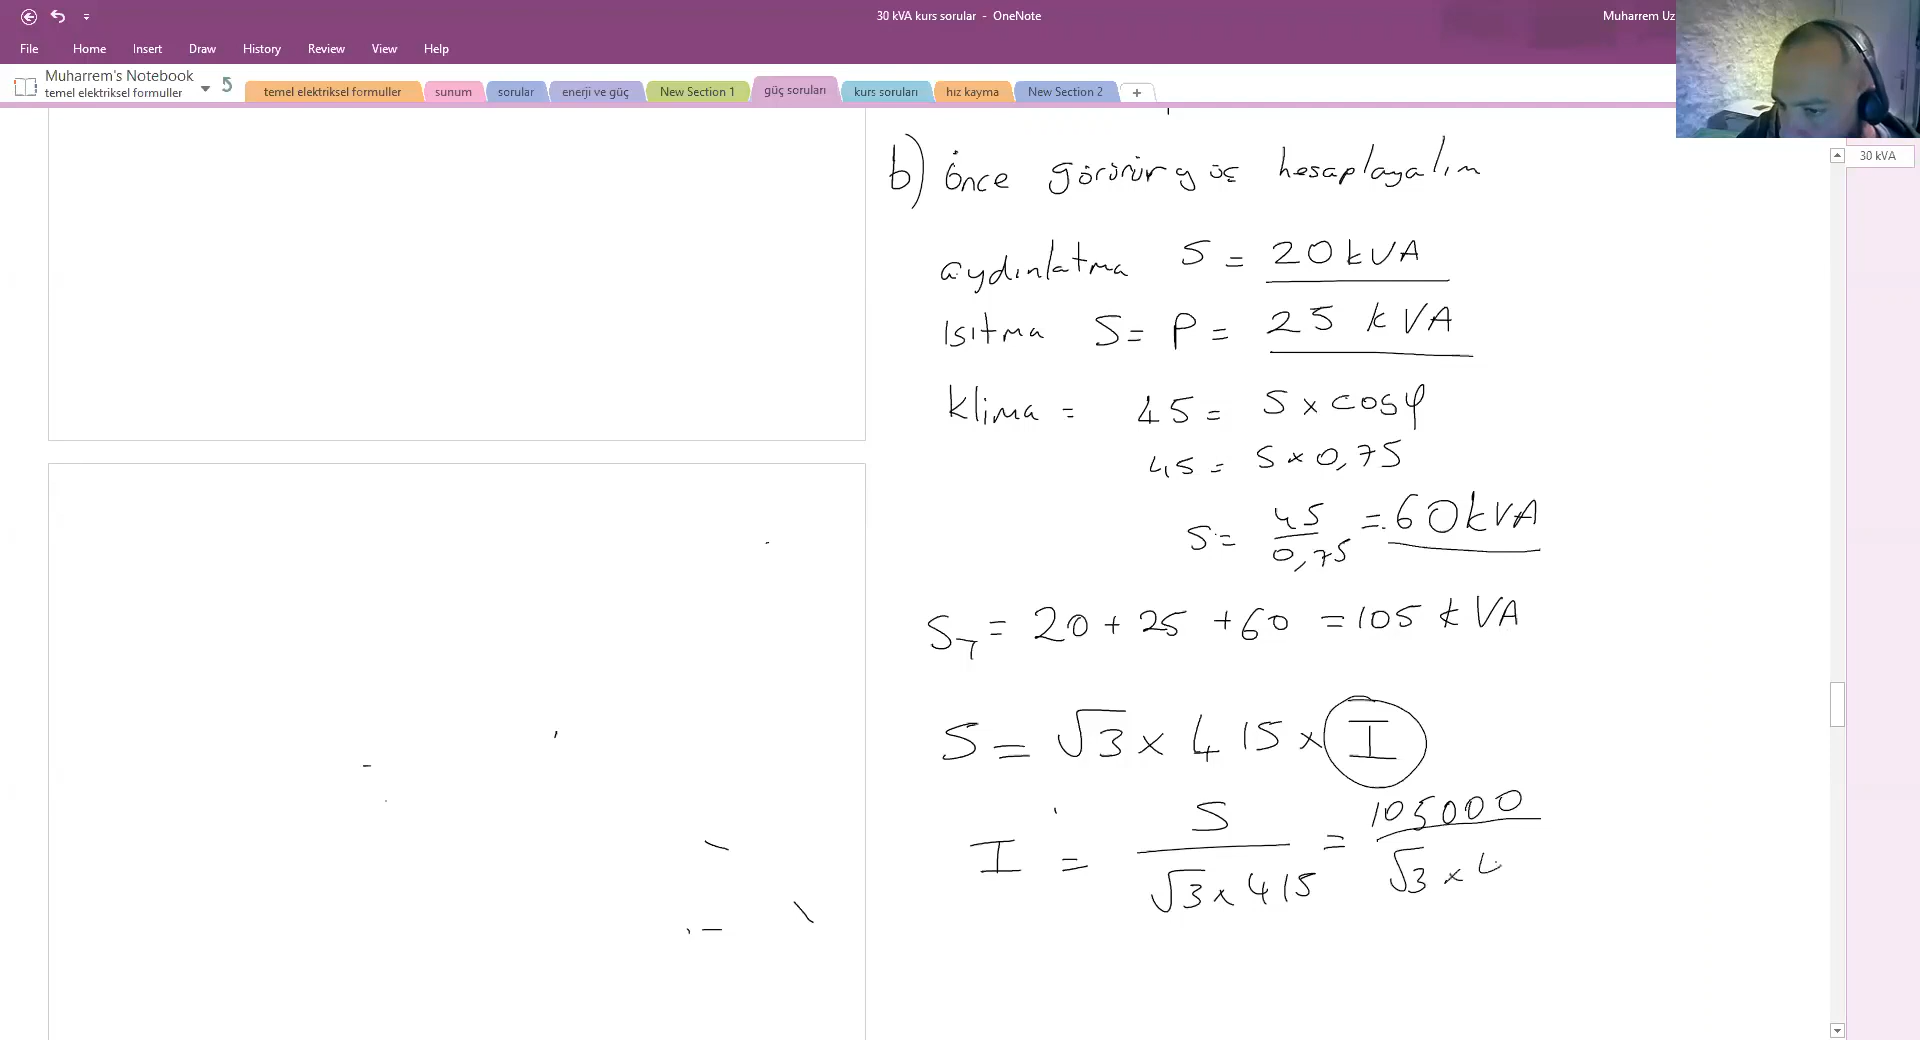 30 kVA kurs sorular - OneNote
Muharrem Uz
File Home Insert Draw History Review View Help
Muharrem's Notebook
temel elektriksel formuller
temel elektriksel formuller sunum sorular enerji ve güç New Section 1 güç soruları kurs soruları hız kayma New Section 2 +
30 kVA
b) Önce görünür güç hesaplayalım
aydınlatma S = 20 kVA
Isıtma S = P = 25 kVA
Klima = 45 = S x cosφ
45 = S x 0,75
S = 45/0,75 = 60 kVA
S_T = 20 + 25 + 60 = 105 kVA
S = √3 x 415 x I
I = S/(√3 x 415) = 105000/(√3 x 4